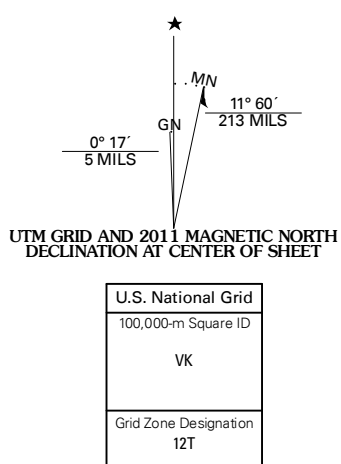 MN
11° 60´
213 MILS
GN
0° 17´
5 MILS
UTM GRID AND 2011 MAGNETIC NORTH
DECLINATION AT CENTER OF SHEET
U.S. National Grid
100,000-m Square ID
VK
Grid Zone Designation
12T